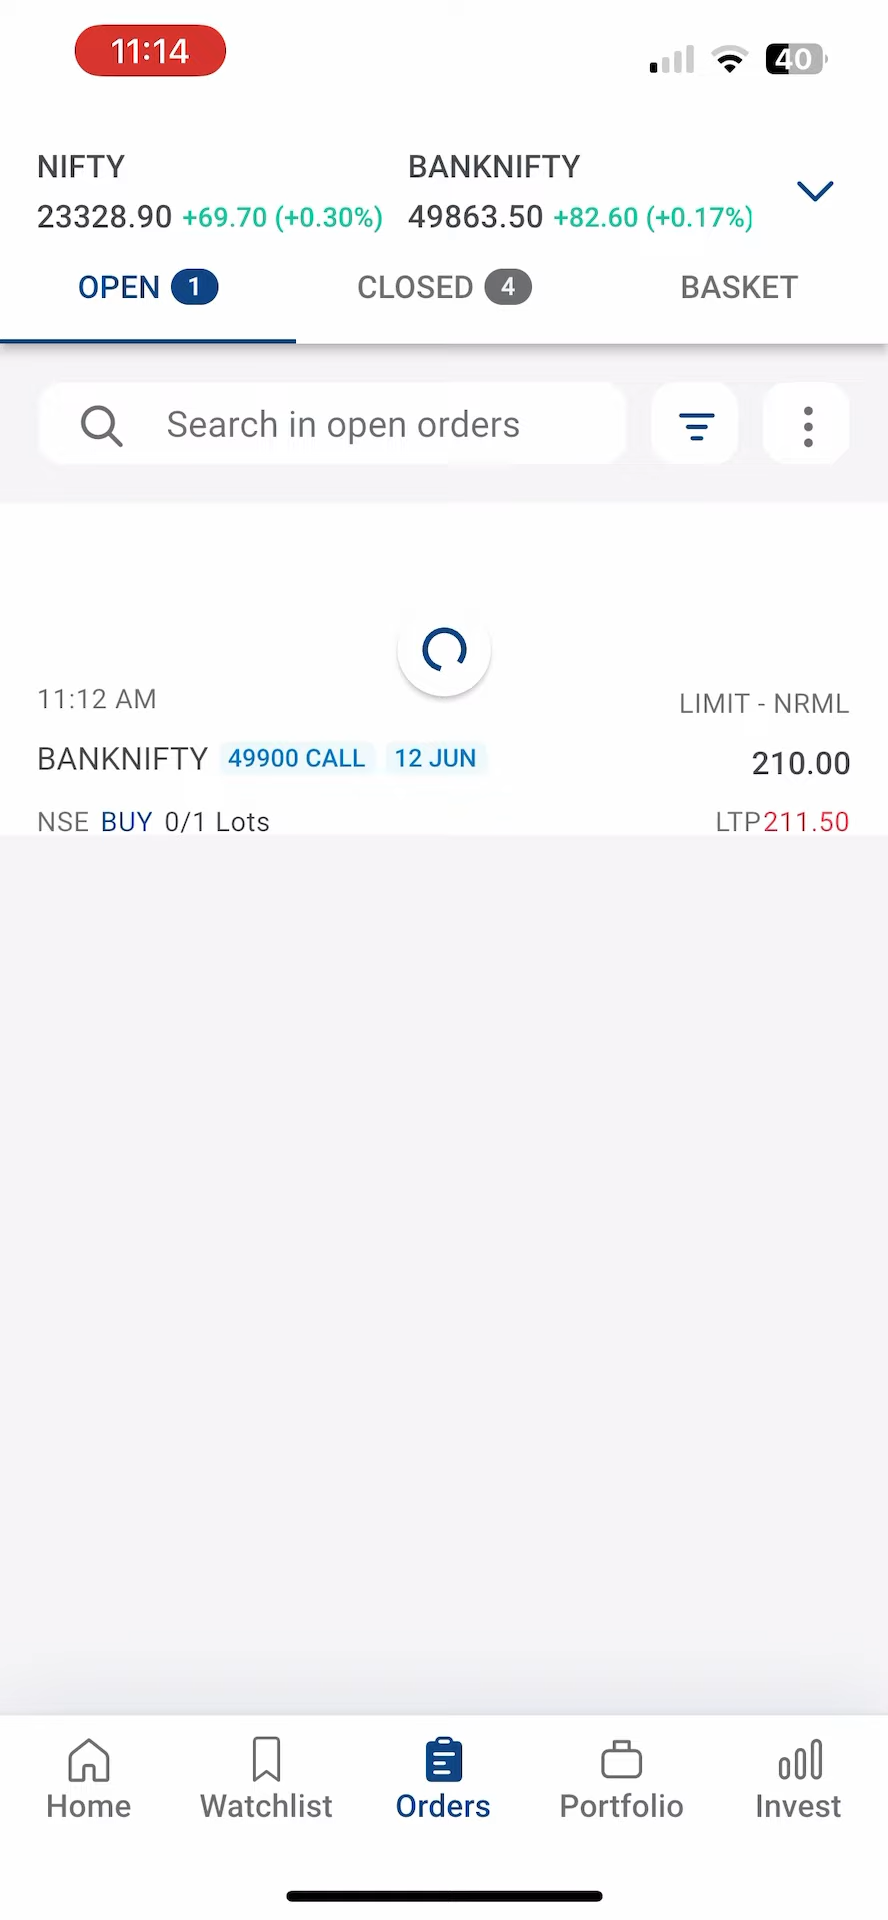 11:14
40
NIFTY BANKNIFTY
23328.90 +69.70 (+0.30%) 49863.50 +82.60 (+0.17%)
OPEN 1 CLOSED 4 BASKET
Search in open orders
11:12 AM LIMIT - NRML
BANKNIFTY 49900 CALL 12 JUN 210.00
NSE BUY 0/1 Lots LTP211.50
Home Watchlist Orders Portfolio Invest